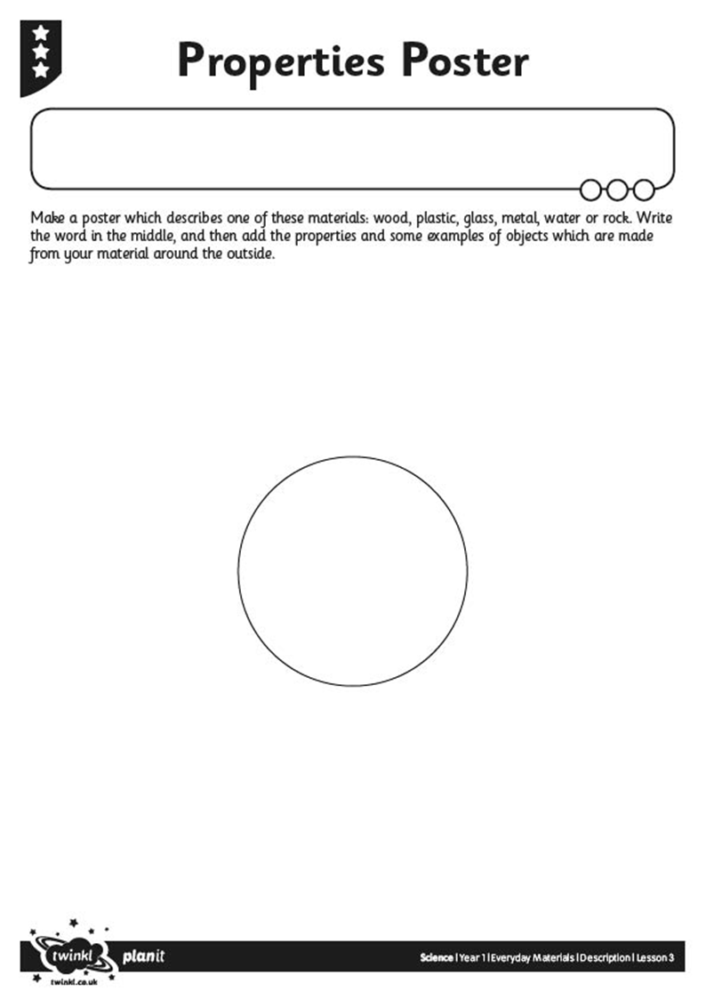 Properties Poster
Make a poster which describes one of these materials: wood, plastic, glass, metal, water or rock. Write
the word in the middle, and then add the properties and some examples of objects which are made
from your material around the outside.
twinkl planit
twinkl.co.uk
Science | Year 1 | Everyday Materials | Description | Lesson 3